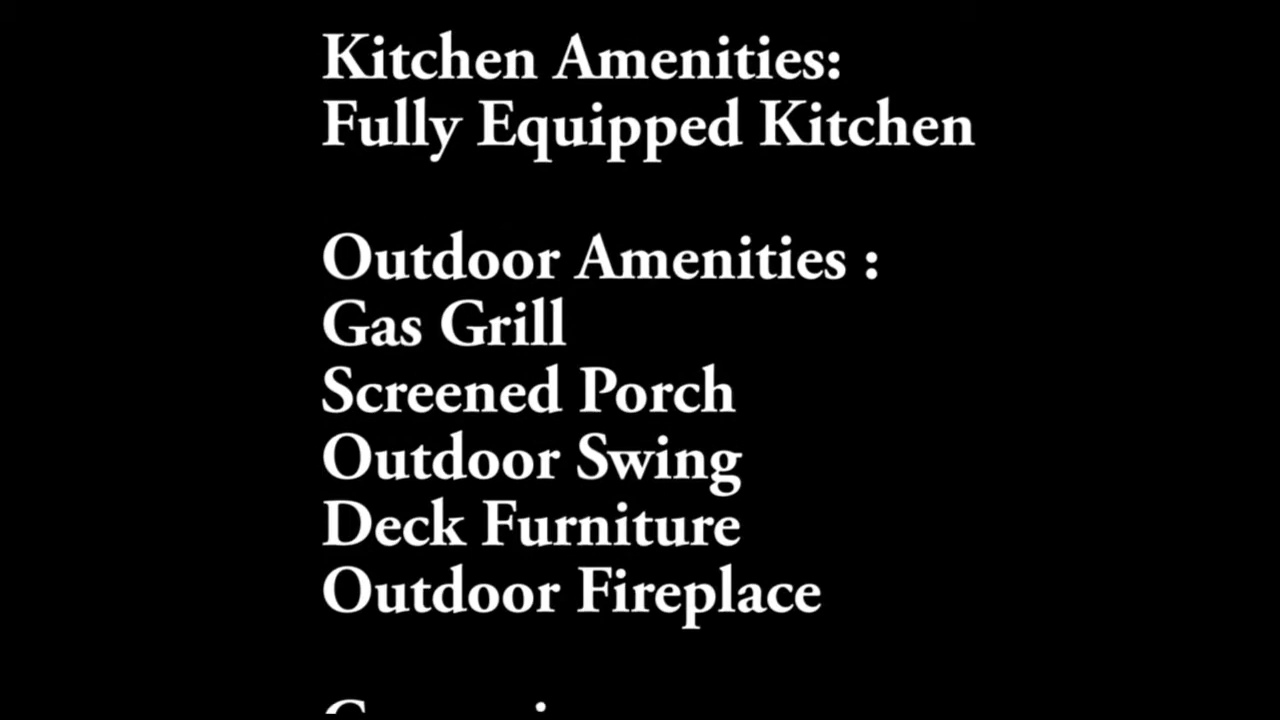 Kitchen Amenities:
Fully Equipped Kitchen
Outdoor Amenities :
Gas Grill
Screened Porch
Outdoor Swing
Deck Furniture
Outdoor Fireplace